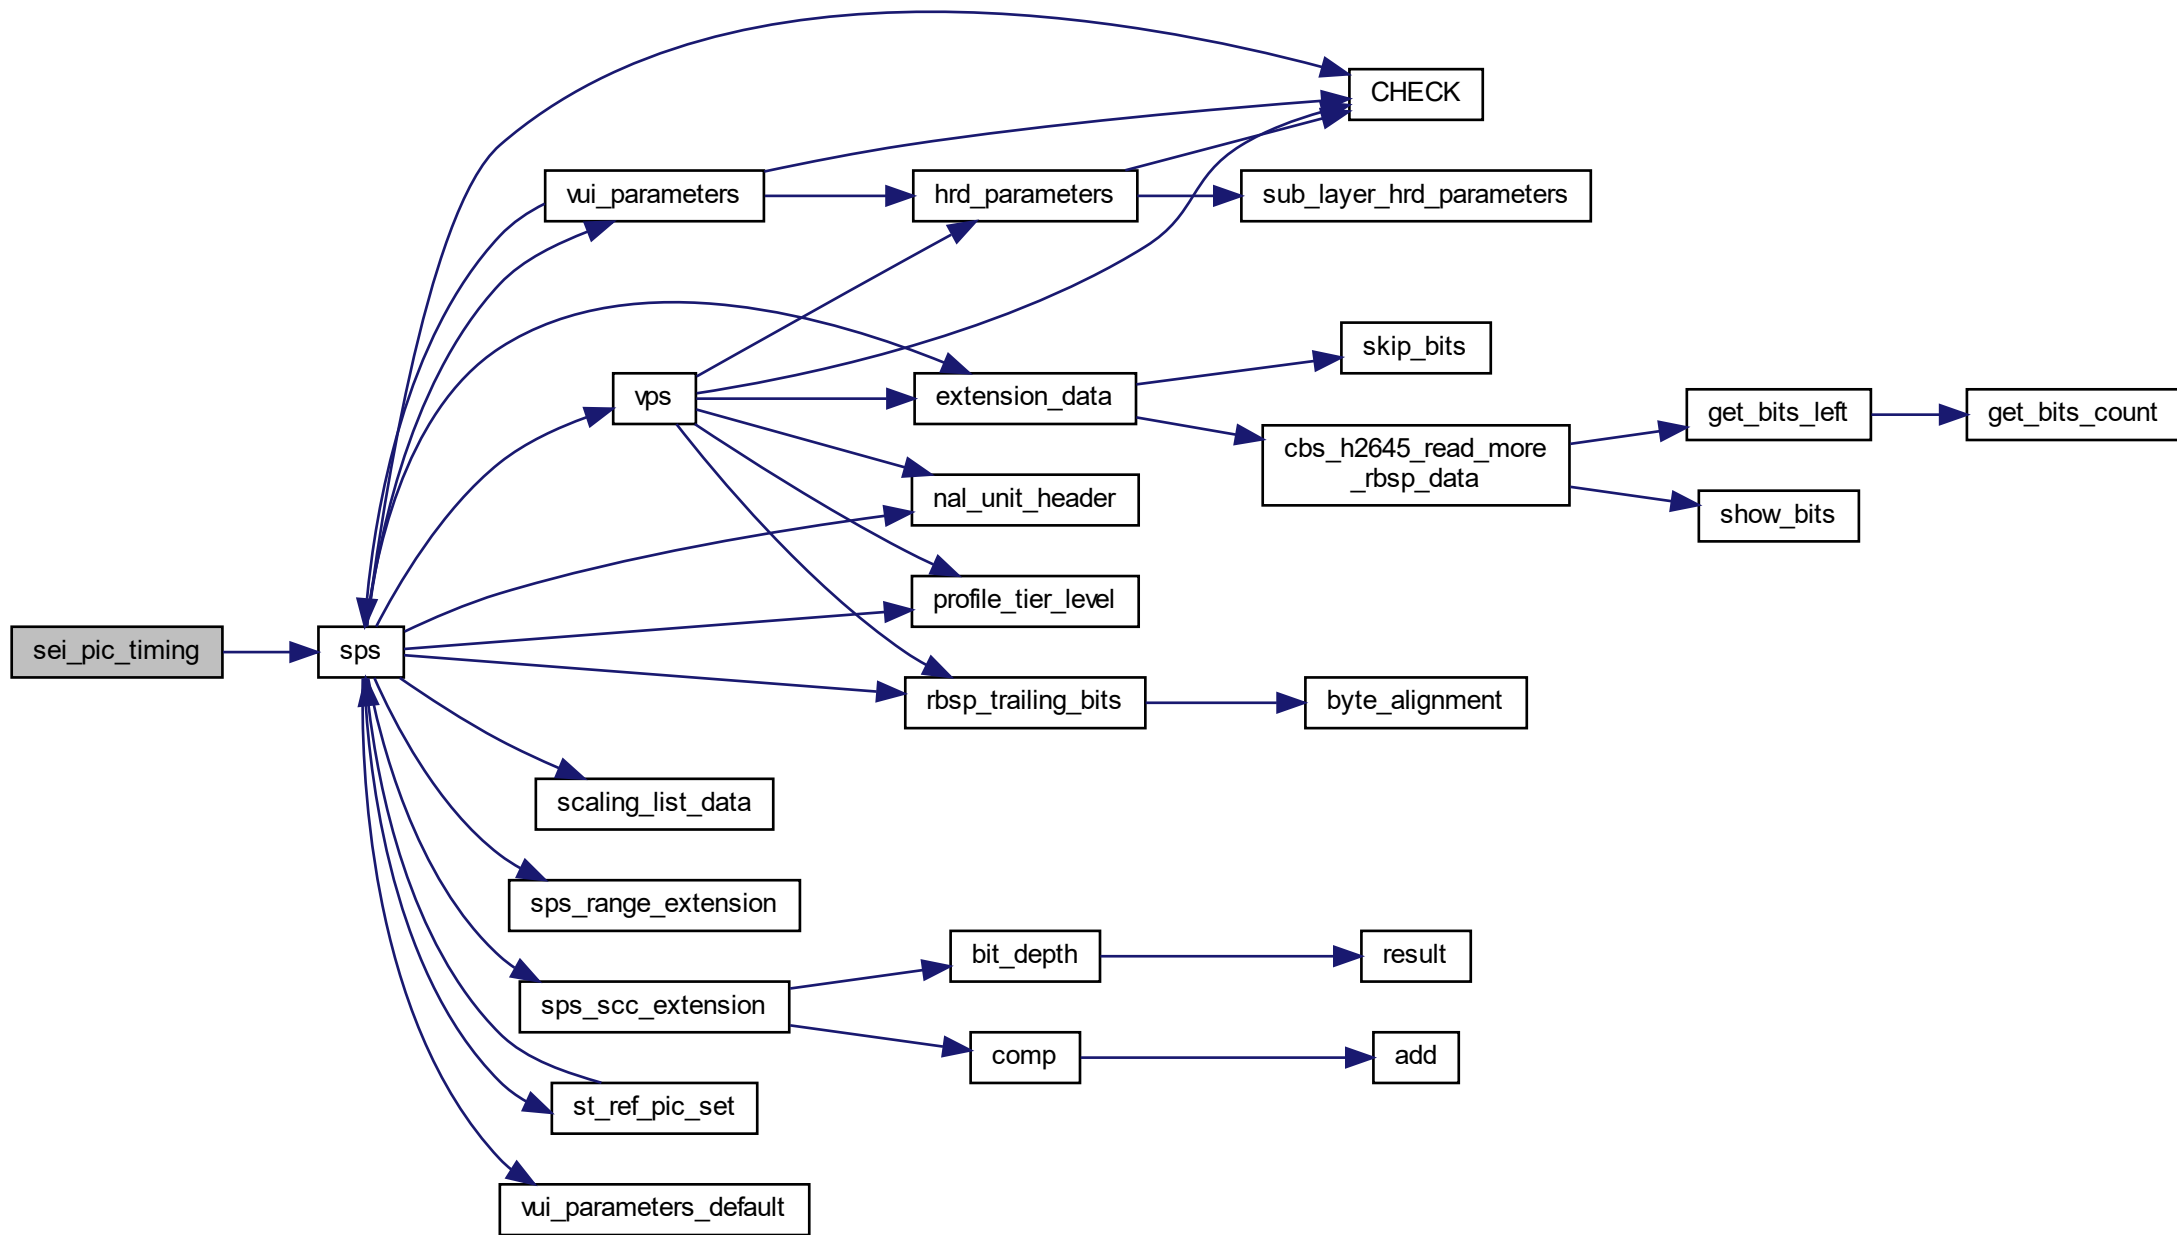 CHECK
vui_parameters
hrd_parameters
sub_layer_hrd_parameters
skip_bits
vps
extension_data
get_bits_left
get_bits_count
cbs_h2645_read_more
_rbsp_data
nal_unit_header
show_bits
profile_tier_level
sei_pic_timing
sps
rbsp_trailing_bits
byte_alignment
scaling_list_data
sps_range_extension
bit_depth
result
sps_scc_extension
comp
add
st_ref_pic_set
vui_parameters_default